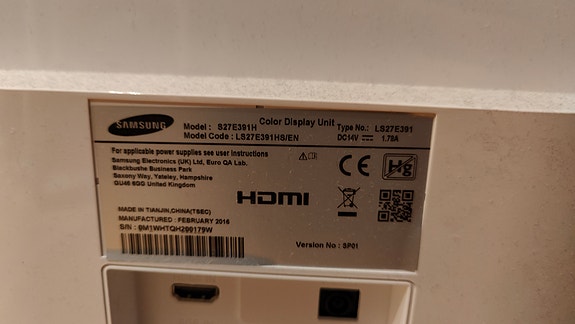 SAMSUNG
Color Display Unit
Model : S27E391H Type No.: LS27E391
Model Code : LS27E391HS/EN DC14V 1.79A
For applicable power supplies see user instructions
Samsung Electronics (UK) Ltd, Euro QA Lab.
Blackbushe Business Park
Saxony Way, Yateley, Hampshire
GU46 6GG United Kingdom
CE
Hg
HDMI
MADE IN TIANJIN,CHINA(TSEC)
MANUFACTURED : FEBRUARY 2016
S/N : 0M1WHTQH200179W
Version No : SP01